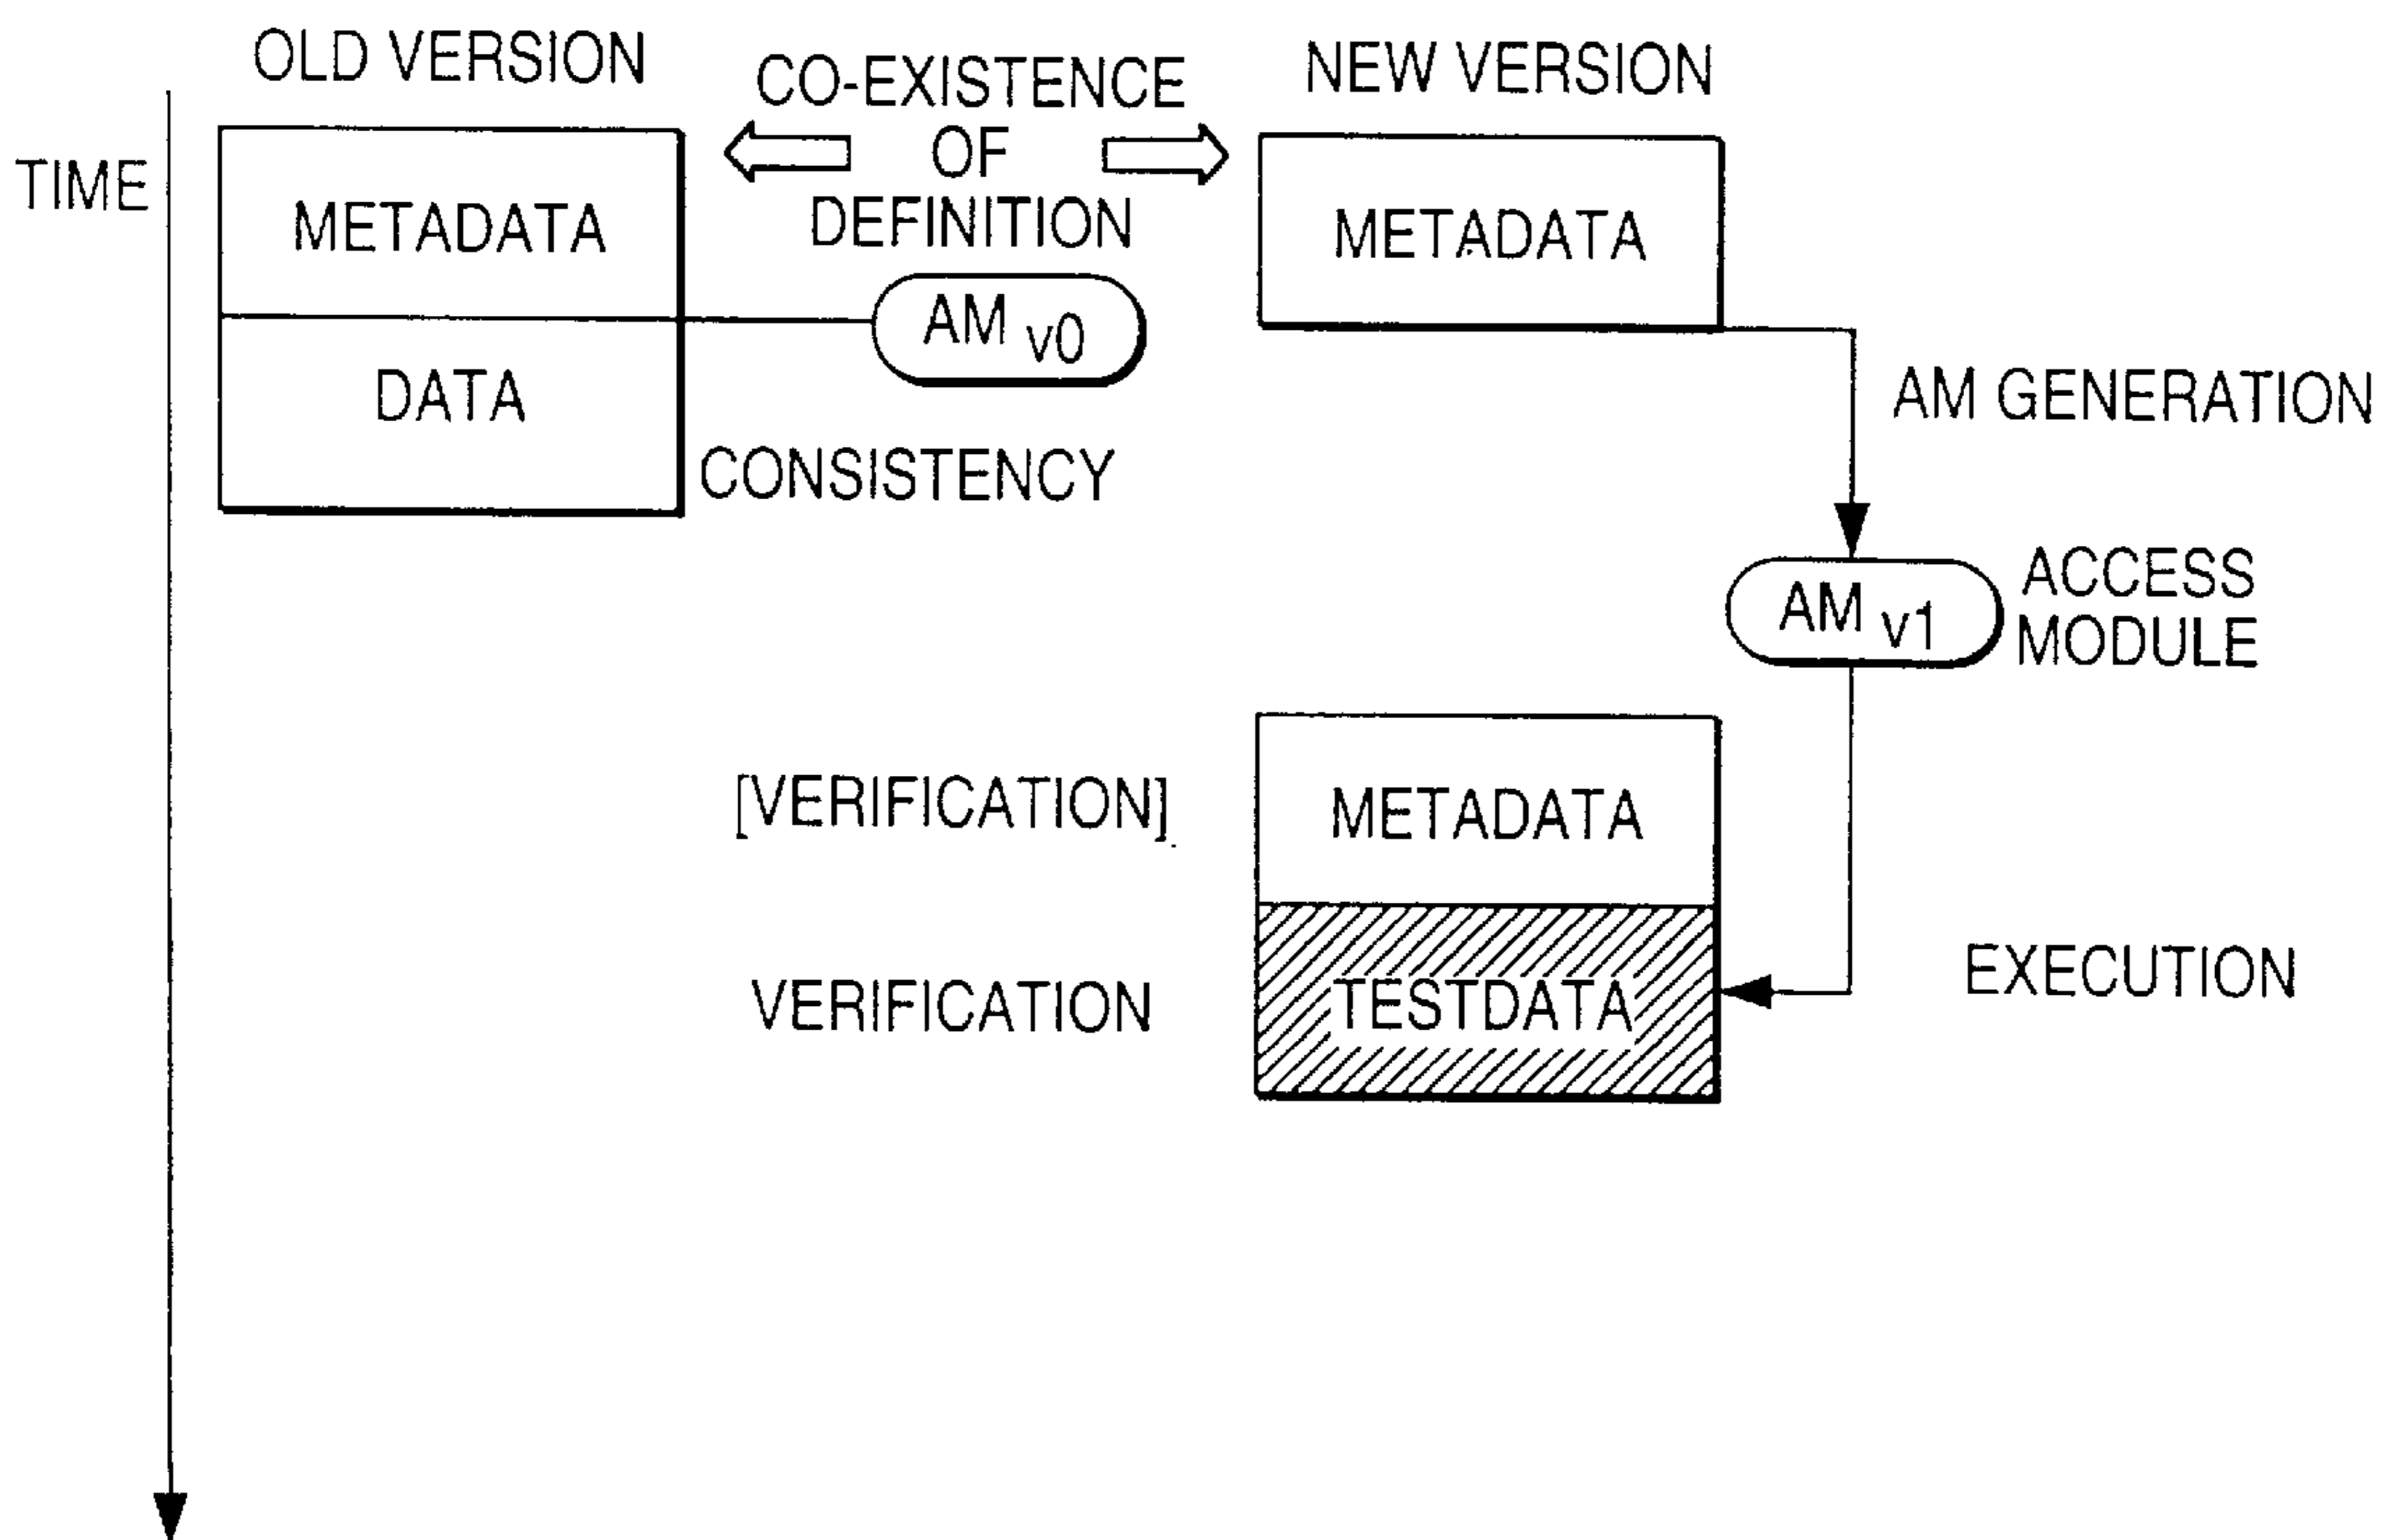 OLD VERSION
CO-EXISTENCE
OF
DEFINITION
NEW VERSION
TIME
METADATA
METADATA
AM v0
DATA
CONSISTENCY
AM GENERATION
AM v1
ACCESS
MODULE
[VERIFICATION]
METADATA
VERIFICATION
TESTDATA
EXECUTION